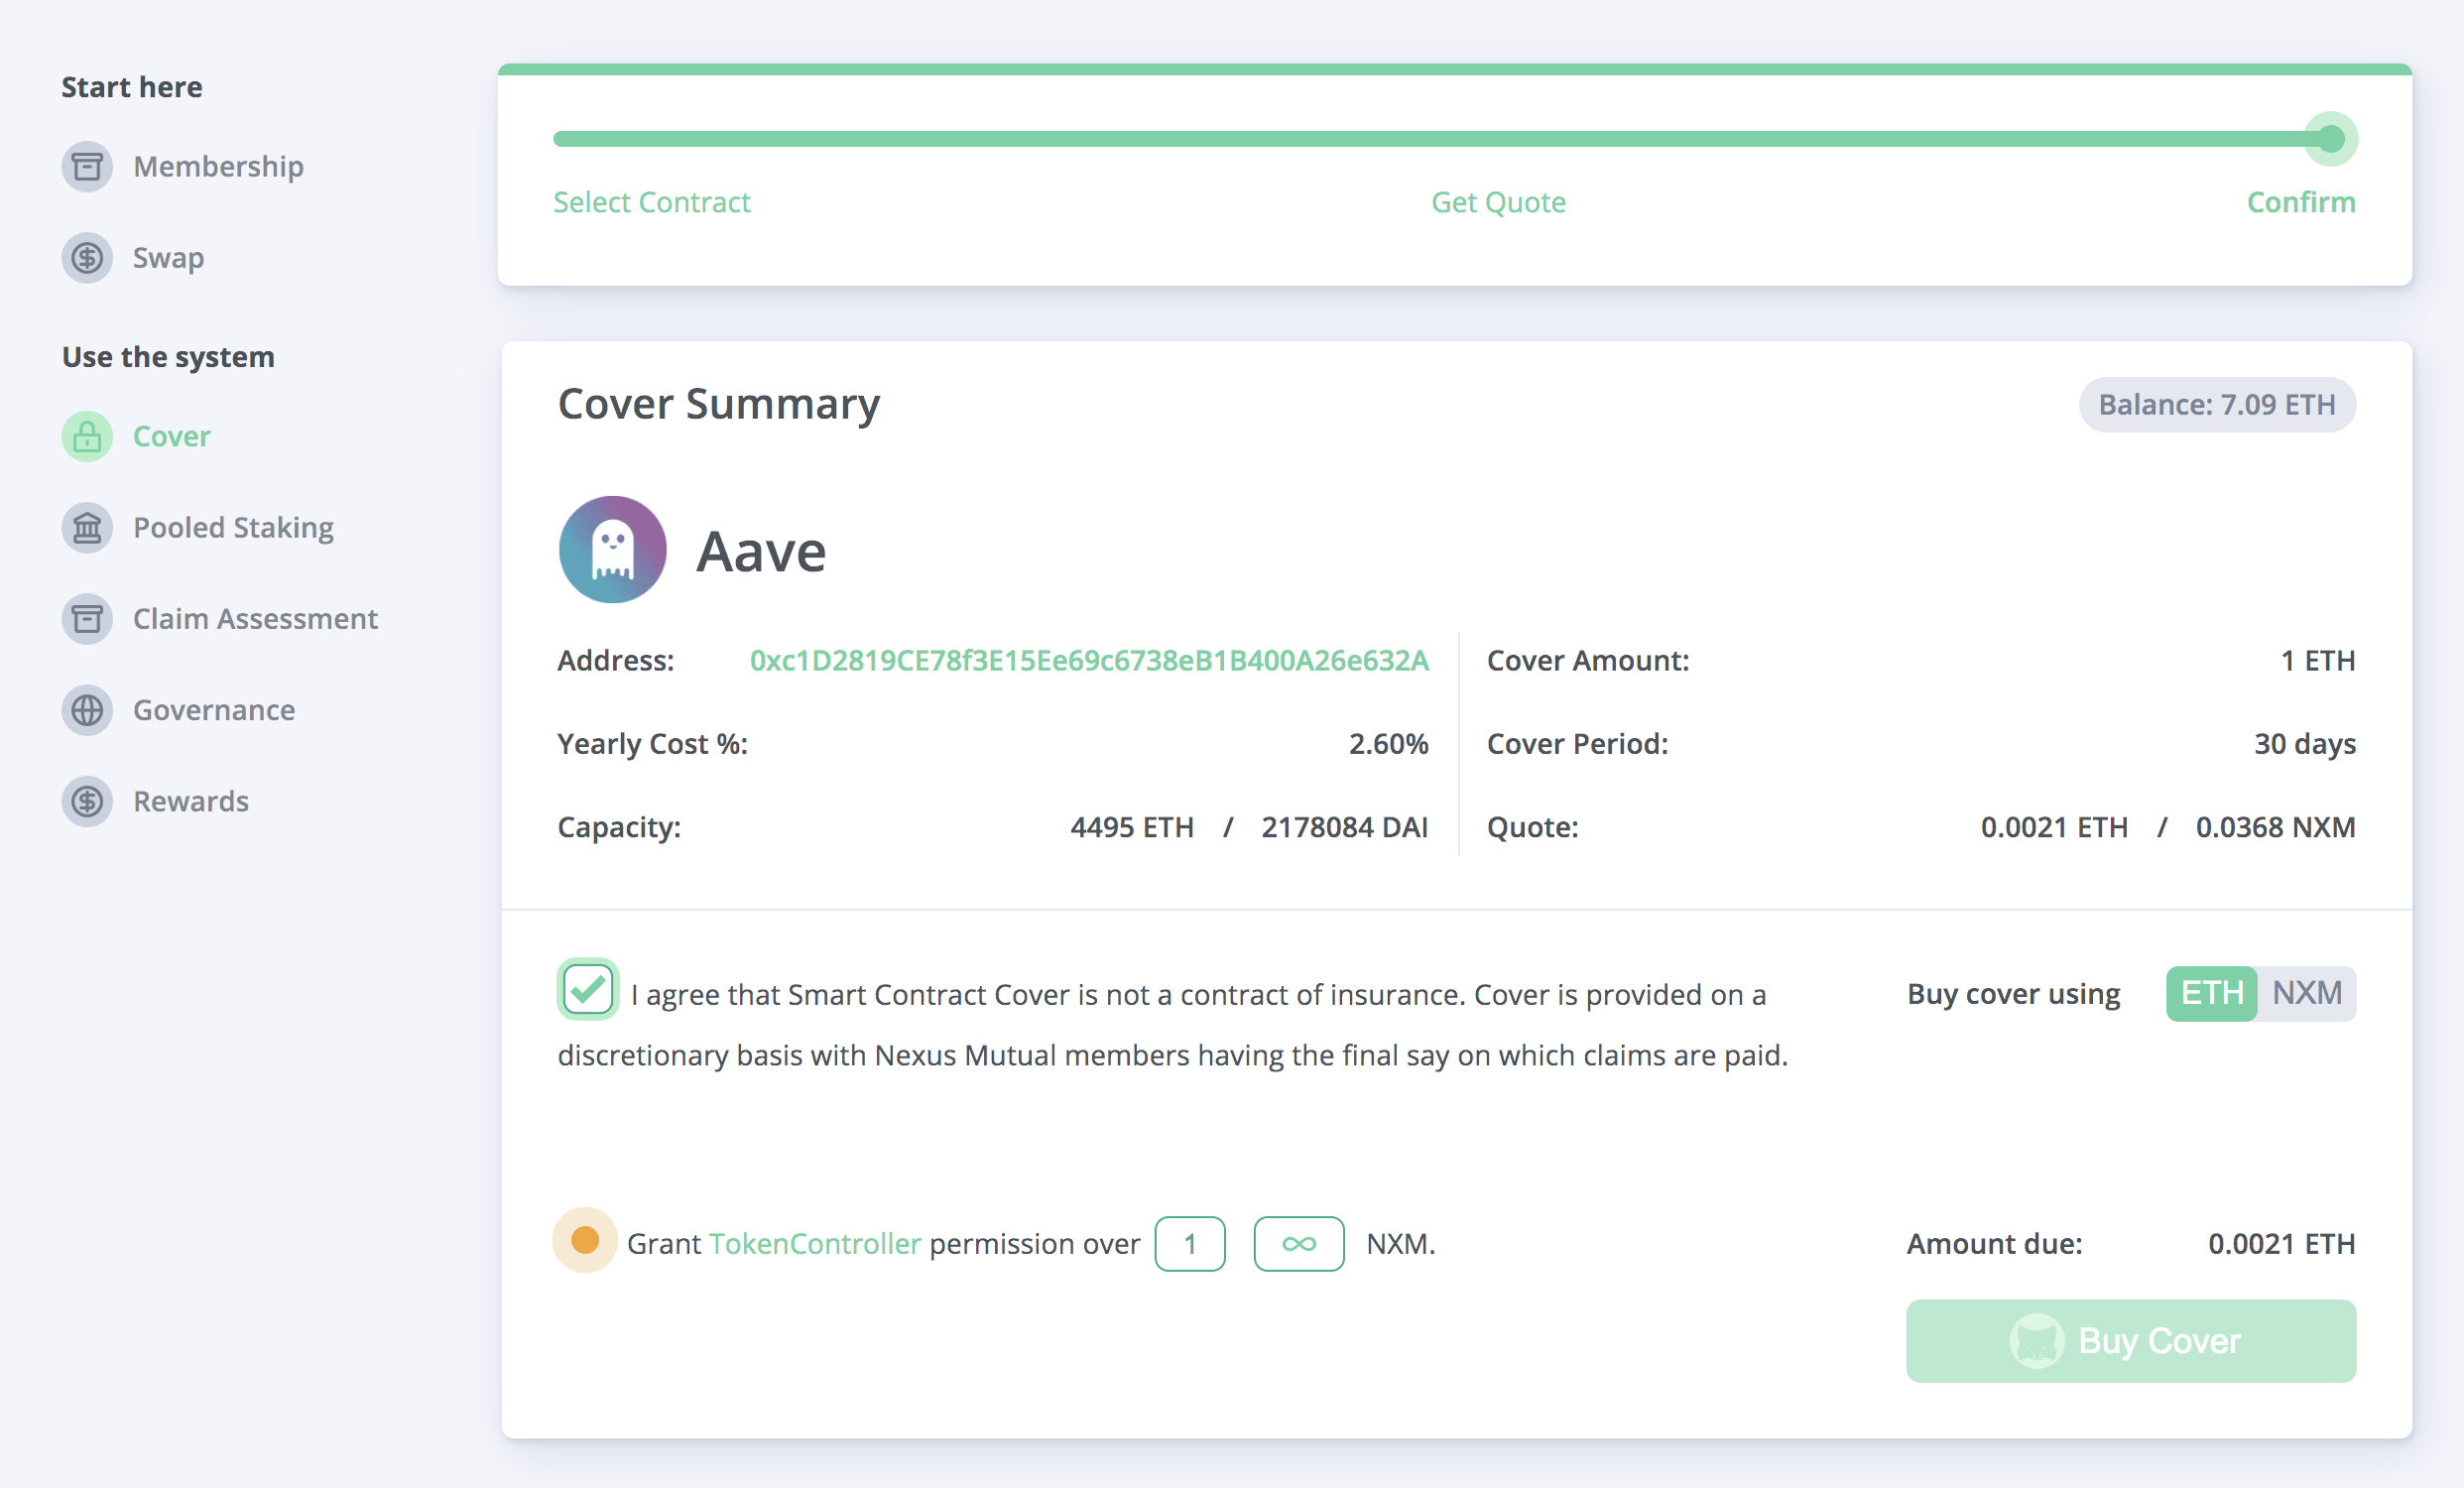 Start here
Membership
Swap
Use the system
Cover
Pooled Staking
Claim Assessment
Governance
Rewards
Select Contract
Get Quote
Confirm
Cover Summary
Balance: 7.09 ETH
Aave
Address: 0xc1D2819CE78f3E15Ee69c6738eB1B400A26e632A
Yearly Cost %: 2.60%
Capacity: 4495 ETH / 2178084 DAI
Cover Amount: 1 ETH
Cover Period: 30 days
Quote: 0.0021 ETH / 0.0368 NXM
I agree that Smart Contract Cover is not a contract of insurance. Cover is provided on a
discretionary basis with Nexus Mutual members having the final say on which claims are paid.
Buy cover using ETH NXM
Grant TokenController permission over 1 ∞ NXM.
Amount due: 0.0021 ETH
Buy Cover